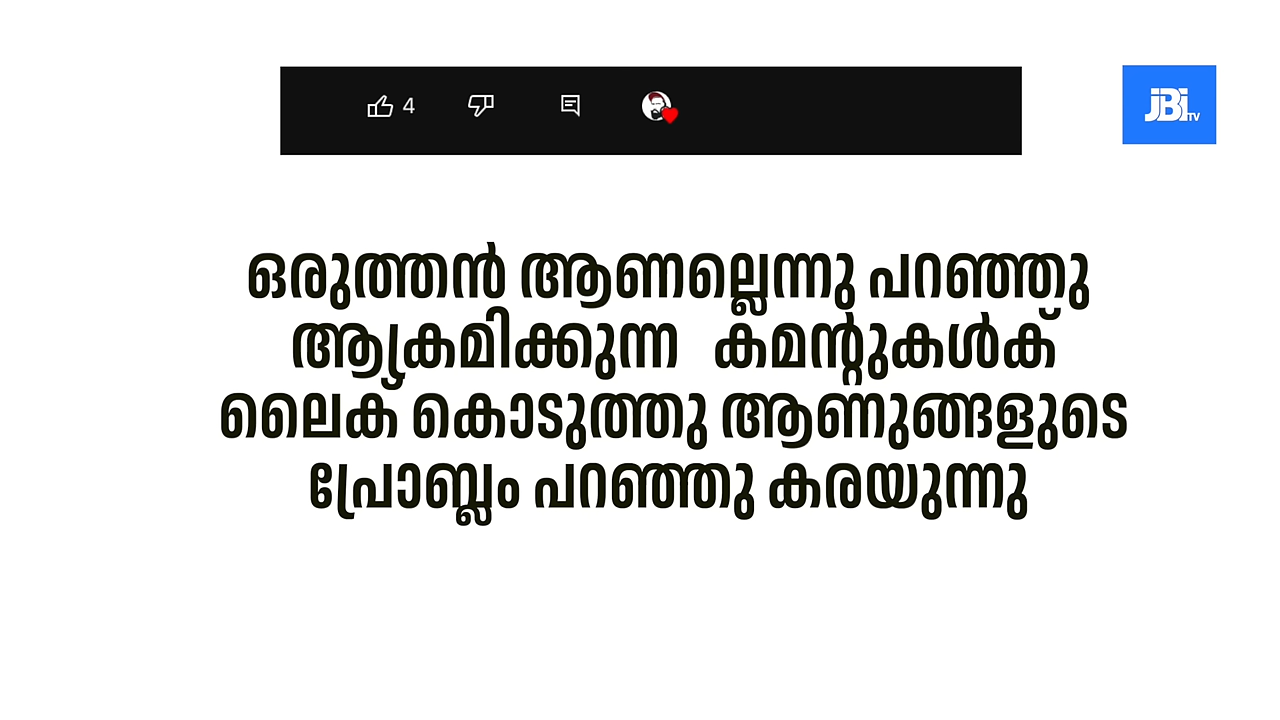 4
JBI TV
ഒരുത്തൻ ആണല്ലെന്നു പറഞ്ഞു
ആക്രമിക്കുന്ന കമന്റുകൾക്
ലൈക് കൊടുത്തു ആണുങ്ങളുടെ
പ്രോബ്ലം പറഞ്ഞു കരയുന്നു